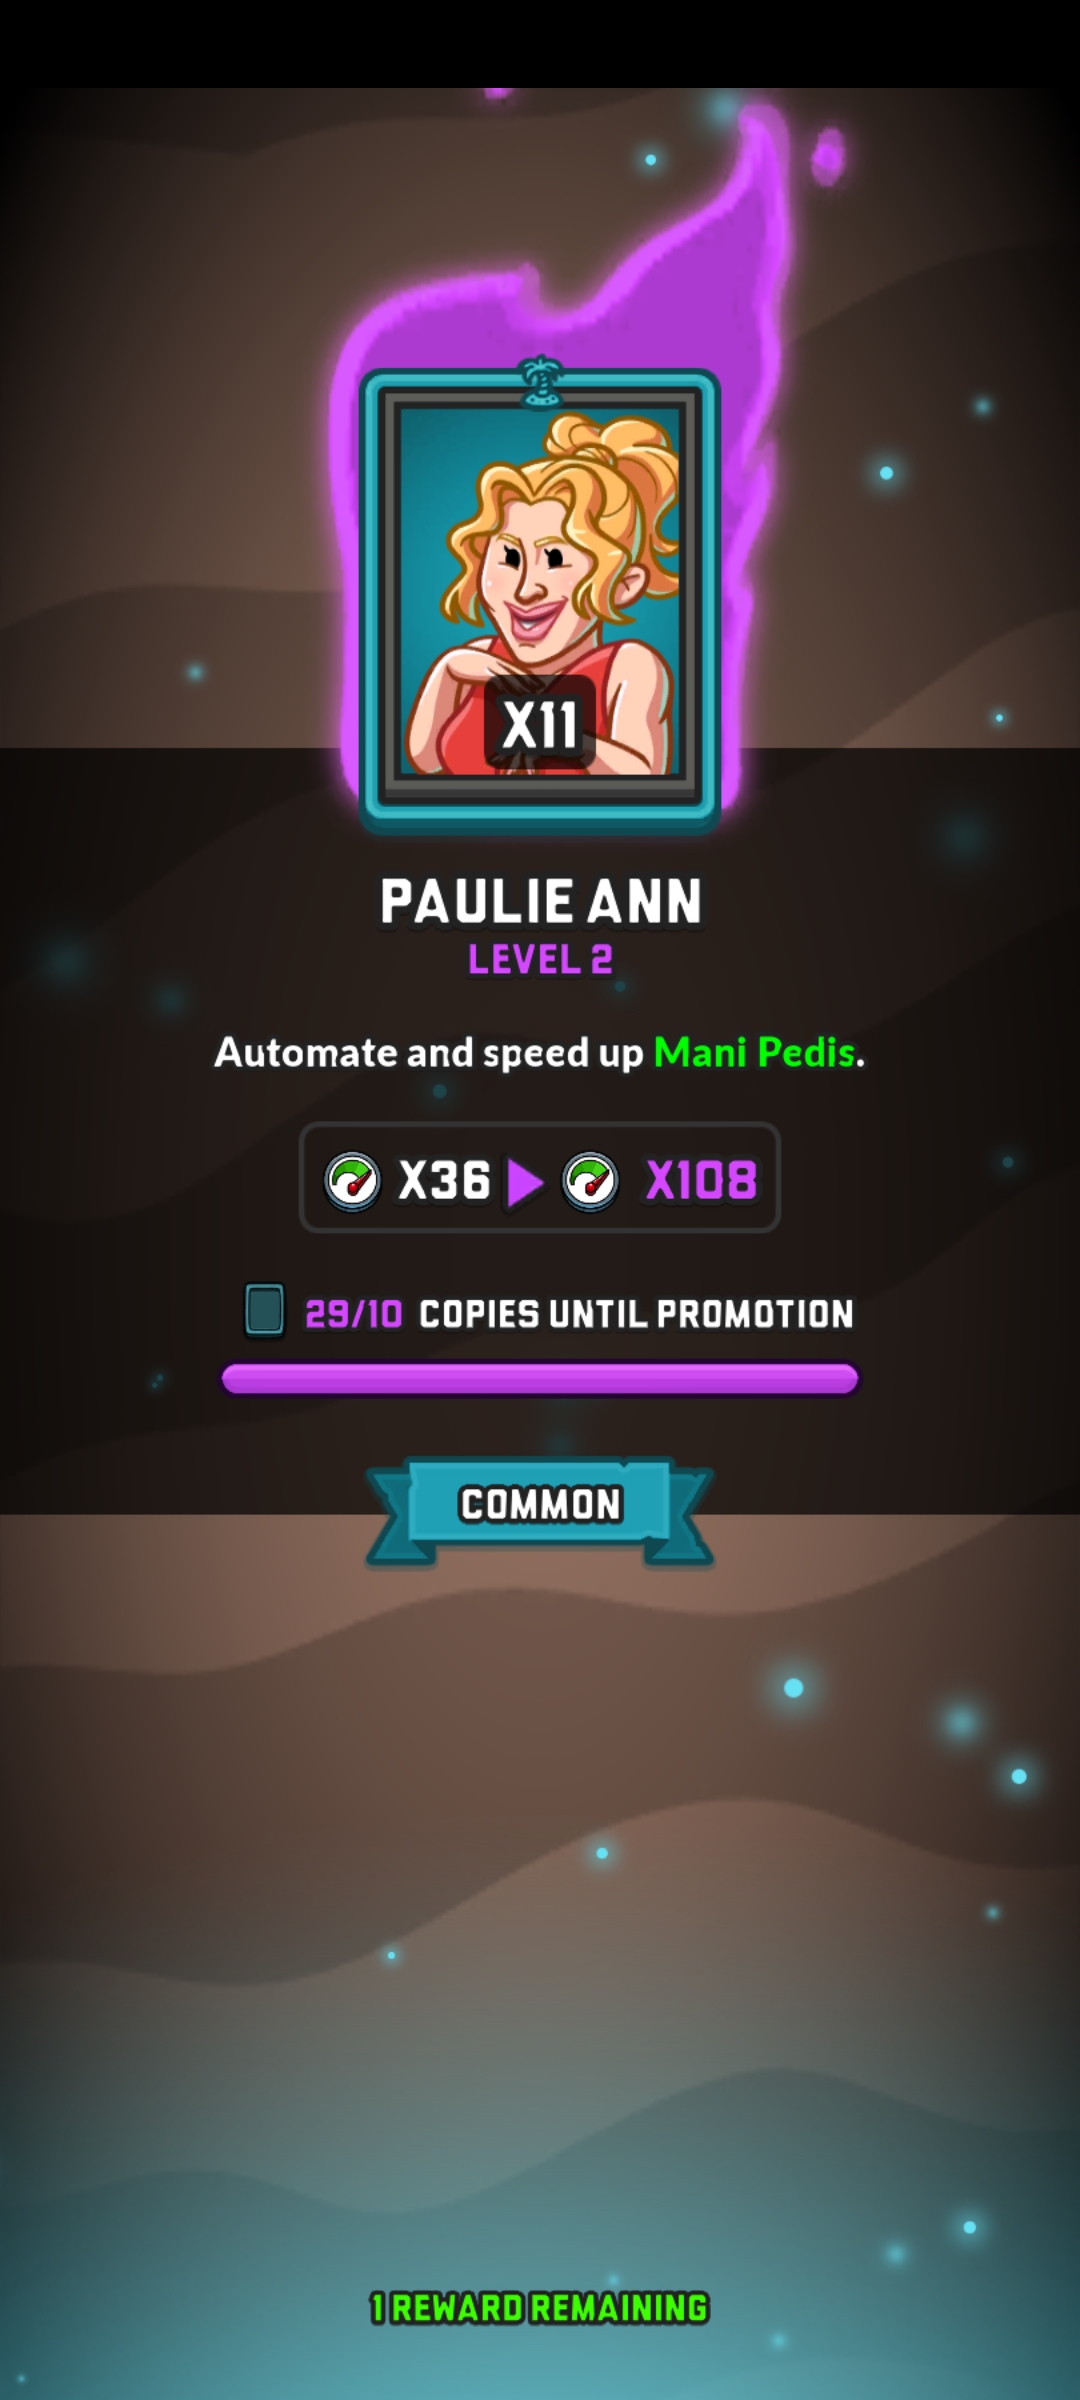 X11
PAULIE ANN
LEVEL 2
Automate and speed up Mani Pedis.
X36 X108
29/10 COPIES UNTIL PROMOTION
COMMON
1 REWARD REMAINING